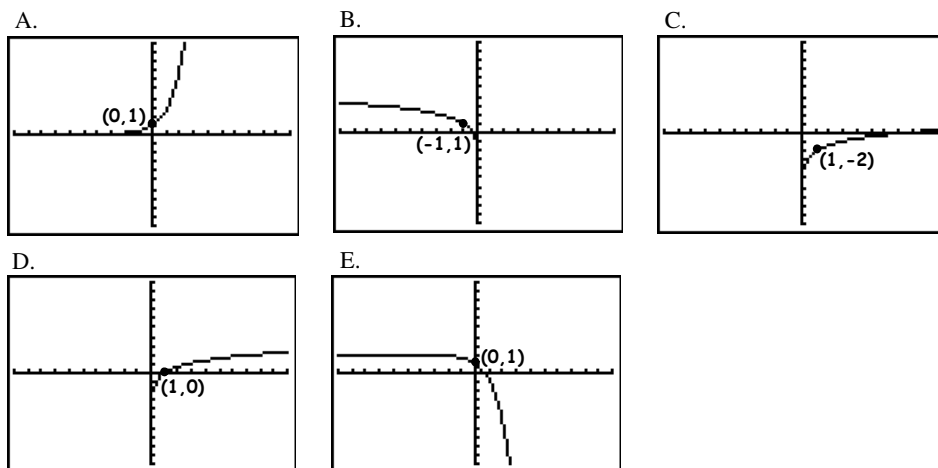 A.
B.
C.
(0,1)
(-1,1)
(1,-2)
D.
E.
(1,0)
(0,1)